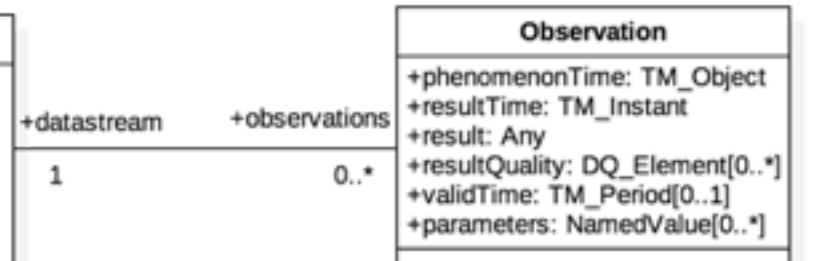 Observation
+phenomenonTime: TM_Object
+resultTime: TM_Instant
+result: Any
+resultQuality: DQ_Element[0..*]
+validTime: TM_Period[0..1]
+parameters: NamedValue[0..*]
+datastream
+observations
1
0..*